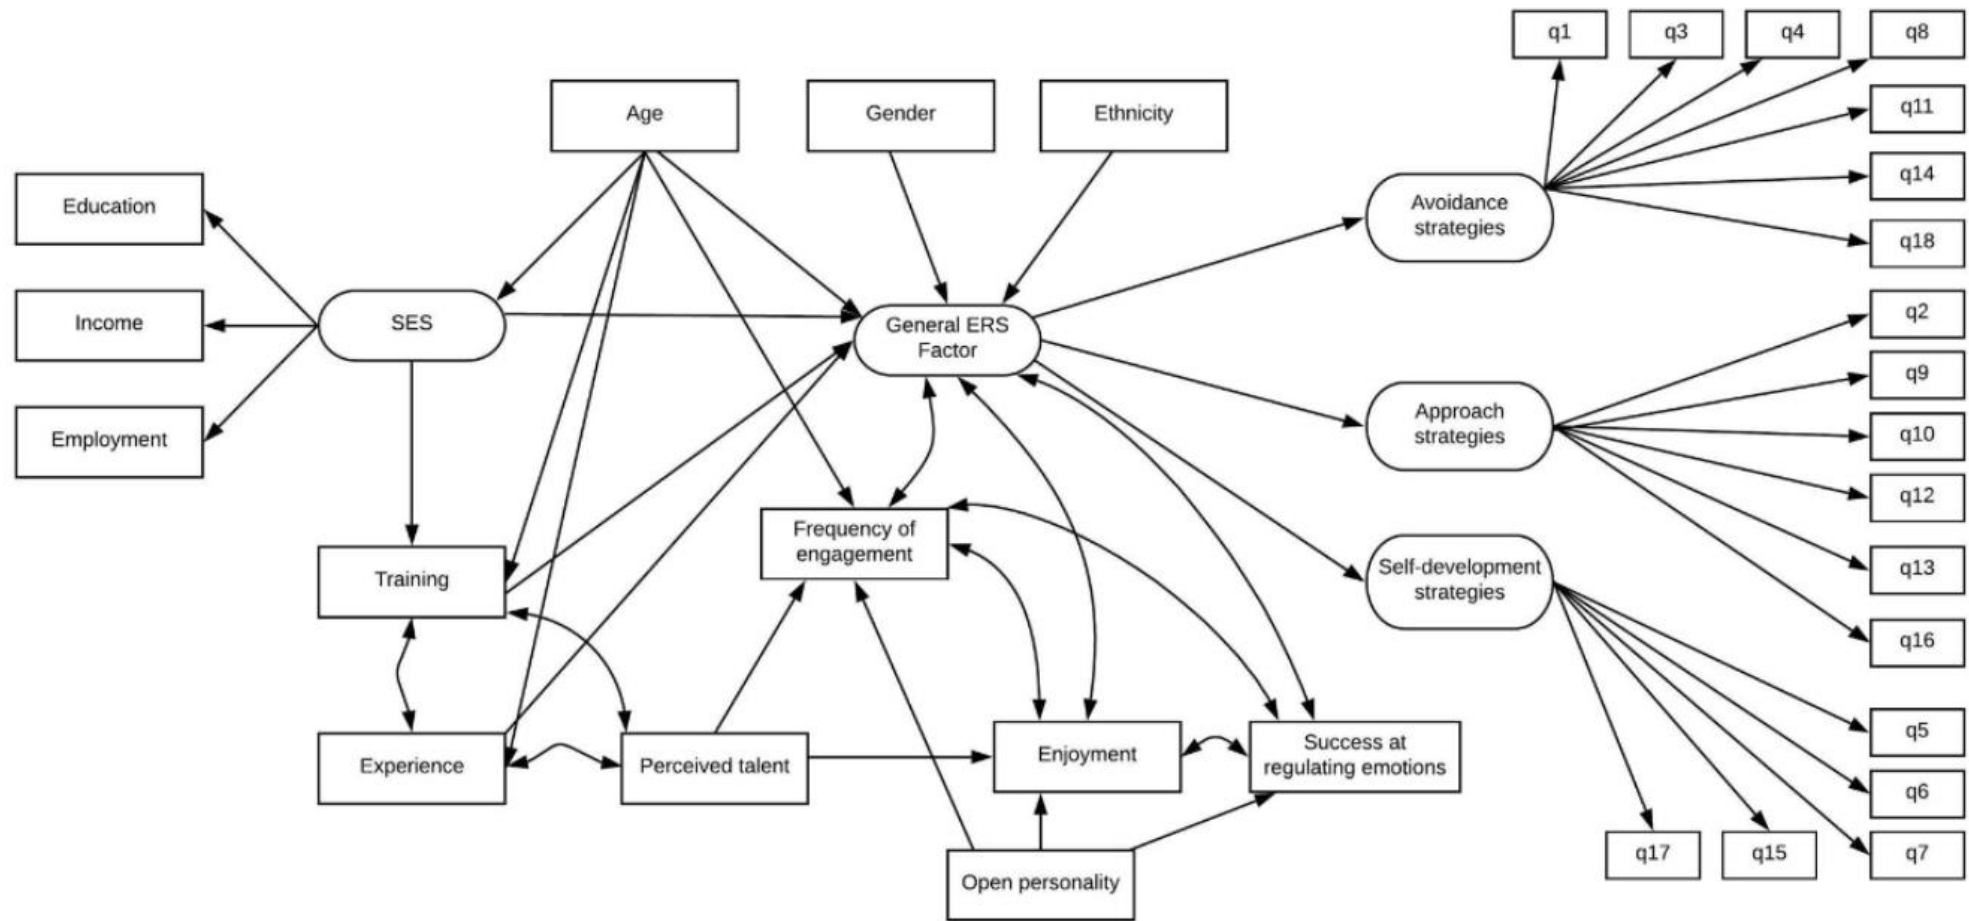 q1
q3
q4
q8
Age
Gender
Ethnicity
q11
q14
Education
Avoidance
strategies
q18
Income
SES
General ERS
Factor
q2
q9
Employment
Approach
strategies
q10
q12
Frequency of
engagement
Training
Self-development
strategies
q13
q16
Experience
Perceived talent
Enjoyment
Success at
regulating emotions
q5
q6
q17
q15
q7
Open personality